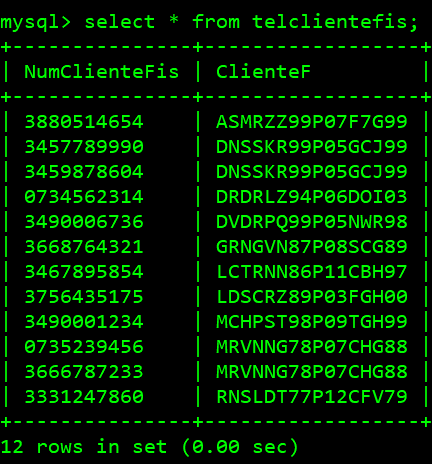 mysql> select * from telclientefis;
+---------------+------------------+
| NumClienteFis | ClienteF         |
+---------------+------------------+
| 3880514654    | ASMRZZ99P07F7G99 |
| 3457789990    | DNSSKR99P05GCJ99 |
| 3459878604    | DNSSKR99P05GCJ99 |
| 0734562314    | DRDRLZ94P06DOI03 |
| 3490006736    | DVDRPQ99P05NWR98 |
| 3668764321    | GRNGVN87P08SCG89 |
| 3467895854    | LCTRNN86P11CBH97 |
| 3756435175    | LDSCRZ89P03FGH00 |
| 3490001234    | MCHPST98P09TGH99 |
| 0735239456    | MRVNNG78P07CHG88 |
| 3666787233    | MRVNNG78P07CHG88 |
| 3331247860    | RNSLDT77P12CFV79 |
+---------------+------------------+
12 rows in set (0.00 sec)